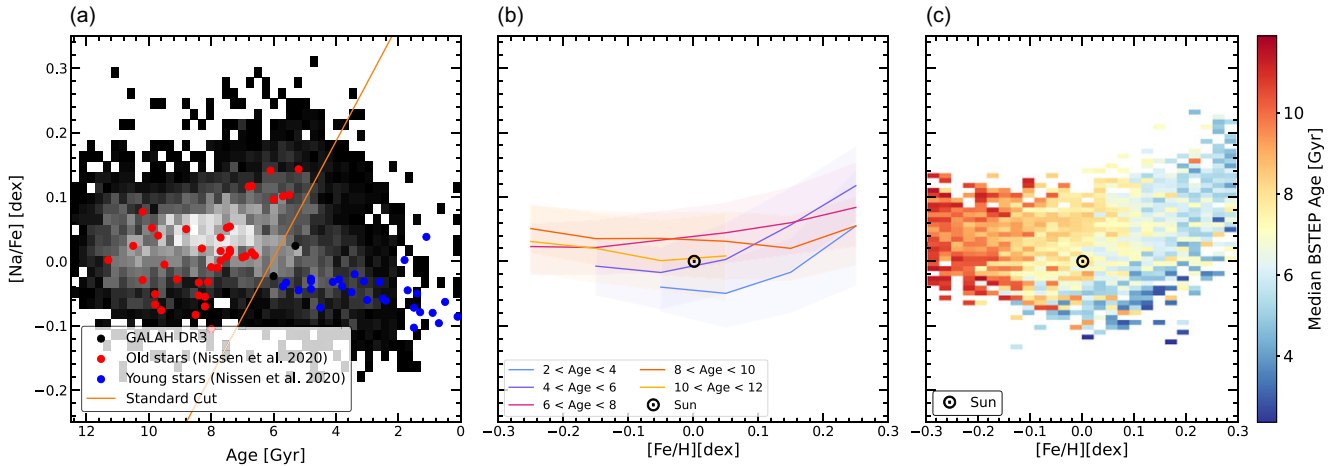 (a)
(b)
(c)
0.3
0.2
0.1
0.0
−0.1
−0.2
[Na/Fe] [dex]
GALAH DR3
Old stars (Nissen et al. 2020)
Young stars (Nissen et al. 2020)
Standard Cut
12 10 8 6 4 2 0
Age [Gyr]
2 < Age < 4
4 < Age < 6
6 < Age < 8
8 < Age < 10
10 < Age < 12
Sun
−0.3 −0.2 −0.1 0.0 0.1 0.2 0.3
[Fe/H][dex]
Sun
−0.3 −0.2 −0.1 0.0 0.1 0.2 0.3
[Fe/H][dex]
10
8
6
4
Median BSTEP Age [Gyr]